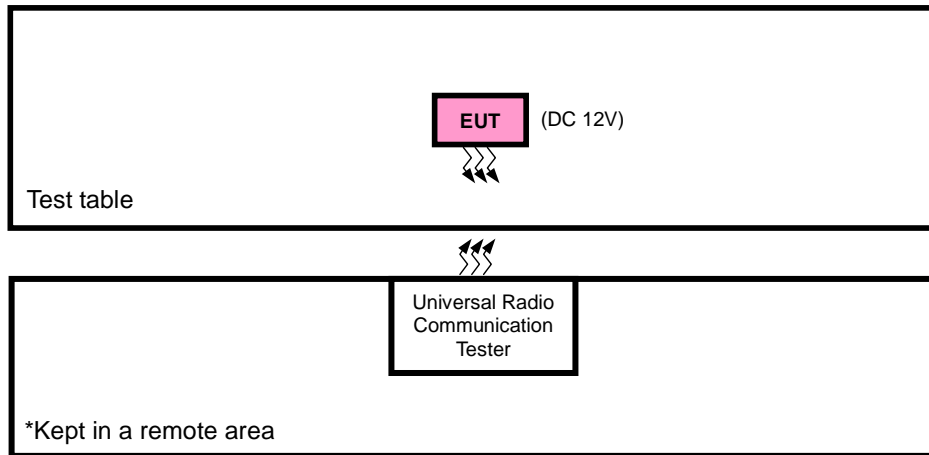 EUT
(DC 12V)
Test table
Universal Radio
Communication
Tester
*Kept in a remote area